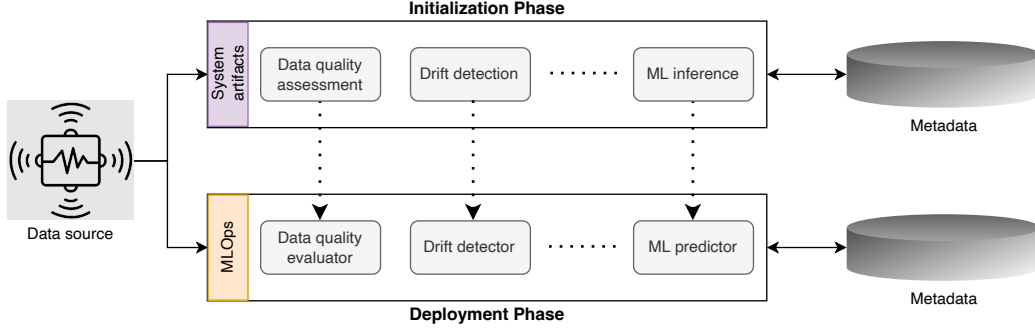 Initialization Phase
System
artifacts
Data quality
assessment
Drift detection
ML inference
Metadata
Data source
MLOps
Data quality
evaluator
Drift detector
ML predictor
Metadata
Deployment Phase